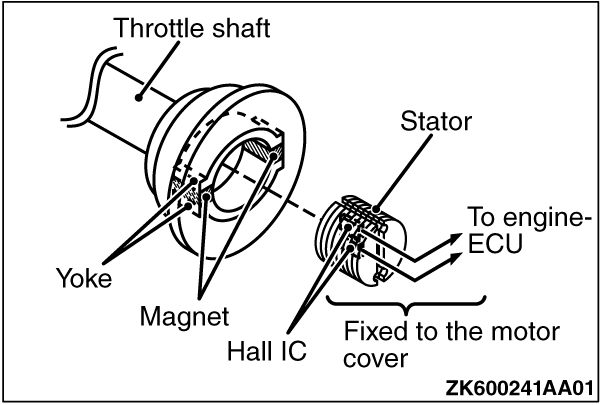 Throttle shaft
Stator
To engine-
ECU
Yoke
Magnet
Hall IC
Fixed to the motor
cover
ZK600241AA01